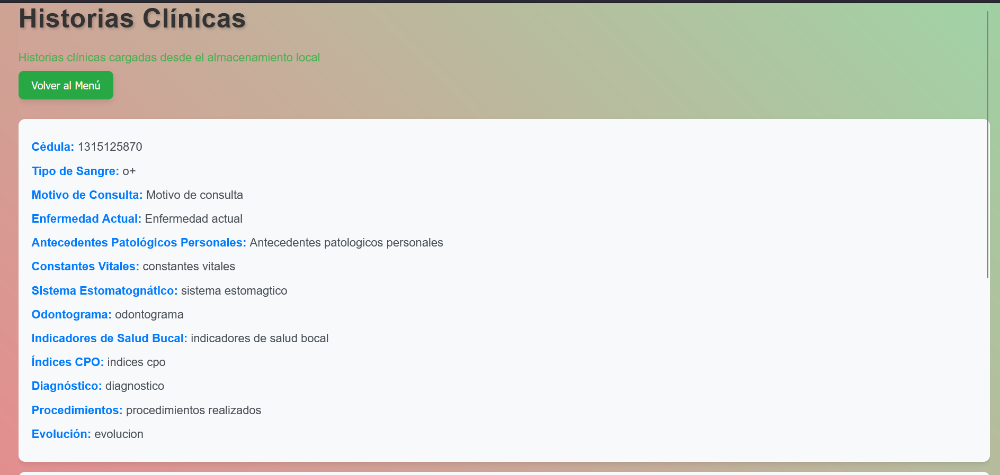 Historias Clínicas
Historias clínicas cargadas desde el almacenamiento local
Volver al Menú
Cédula: 1315125870
Tipo de Sangre: o+
Motivo de Consulta: Motivo de consulta
Enfermedad Actual: Enfermedad actual
Antecedentes Patológicos Personales: Antecedentes patologicos personales
Constantes Vitales: constantes vitales
Sistema Estomatognático: sistema estomagtico
Odontograma: odontograma
Indicadores de Salud Bucal: indicadores de salud bocal
Índices CPO: indices cpo
Diagnóstico: diagnostico
Procedimientos: procedimientos realizados
Evolución: evolucion